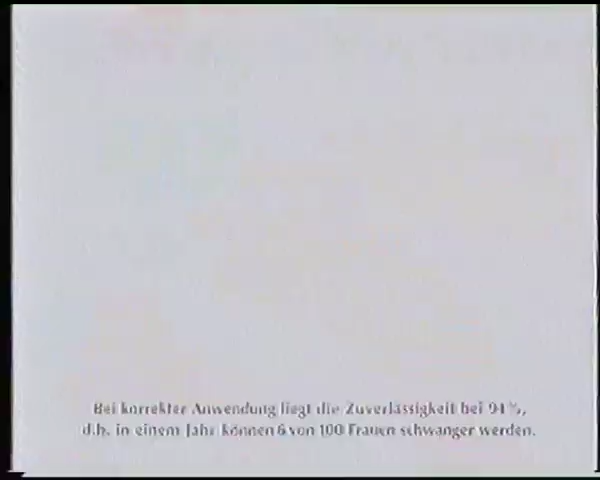 Bei korrekter Anwendung liegt die Zuverlässigkeit bei 94%,
d.h. in einem Jahr können 6 von 100 Frauen schwanger werden.